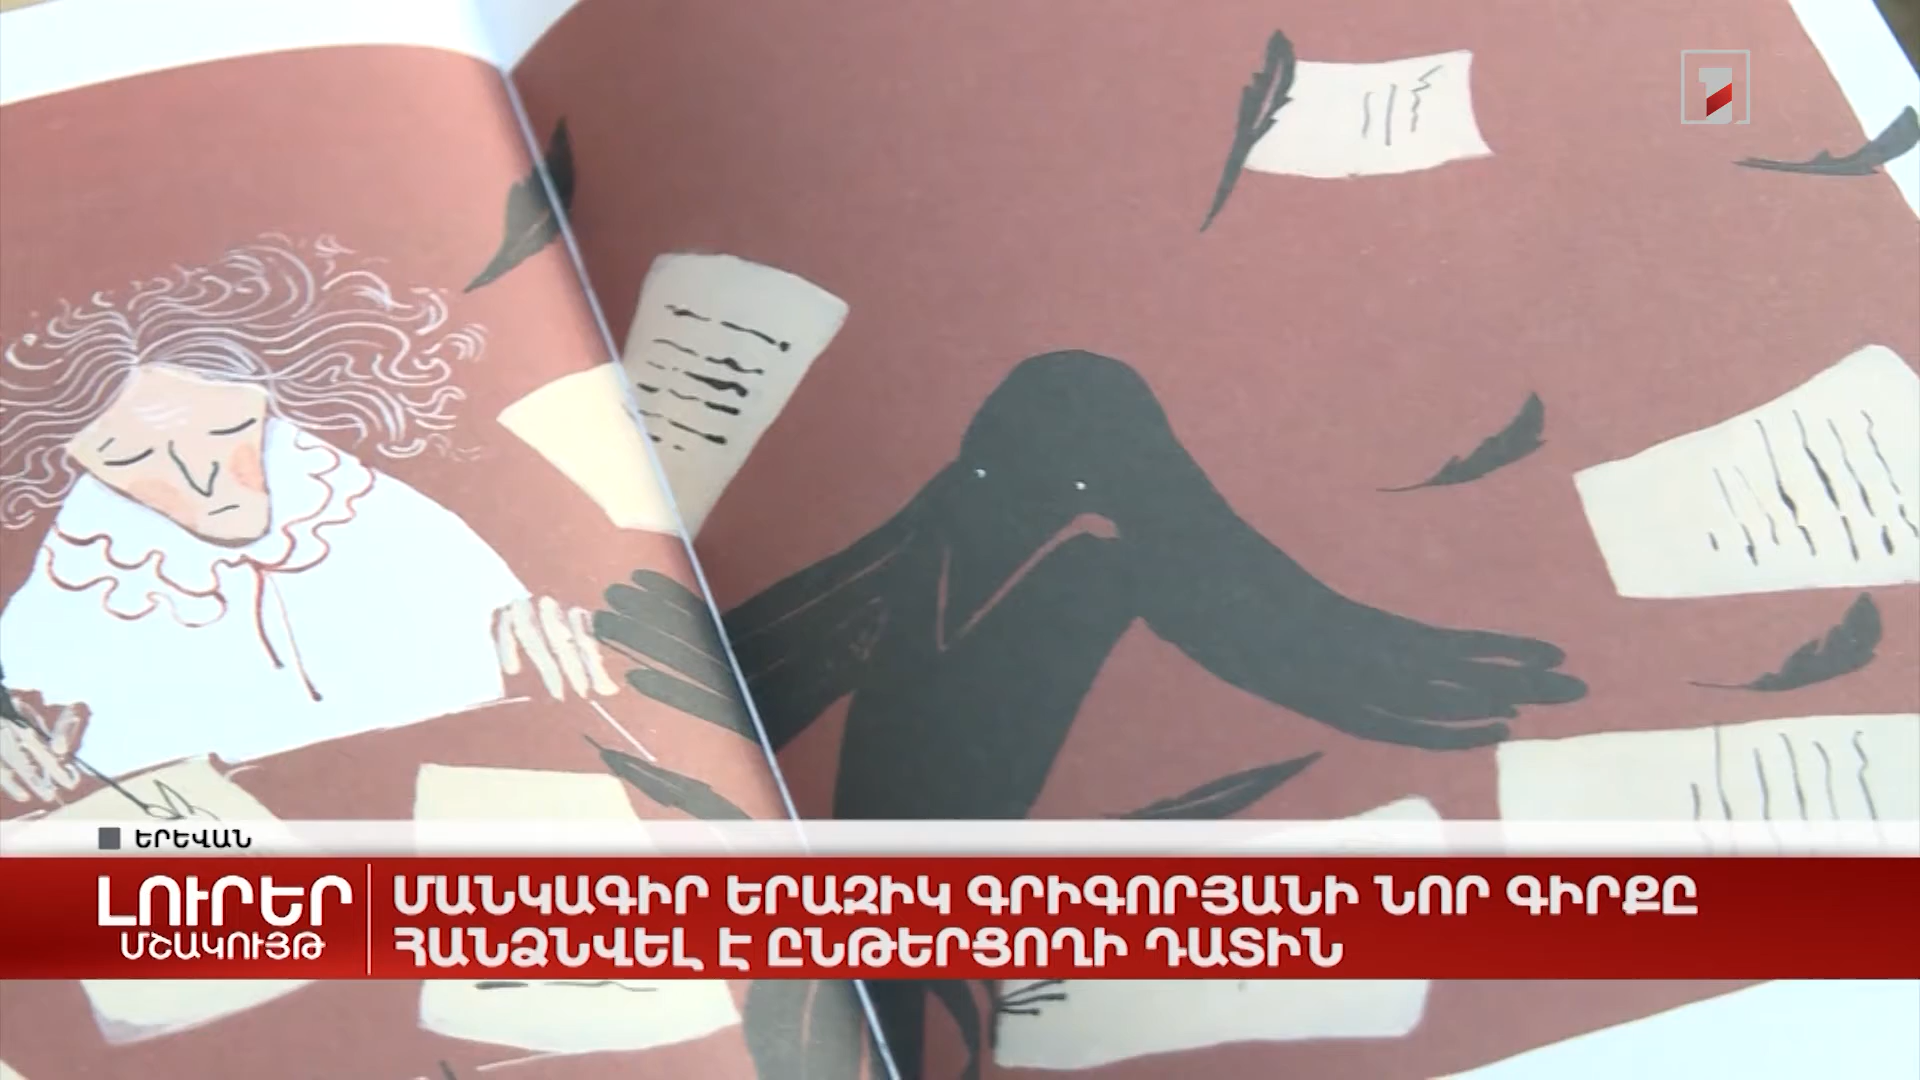 ԵՐԵՎԱՆ
ԼՈՒՐԵՐ
ՄՇԱԿՈՒՅԹ
ՄԱՆԿԱԳԻՐ ԵՐԱԶԻԿ ԳՐԻԳՈՐՅԱՆԻ ՆՈՐ ԳԻՐՔԸ
ՀԱՆՁՆՎԵԼ Է ԸՆԹԵՐՑՈՂԻ ԴԱՏԻՆ